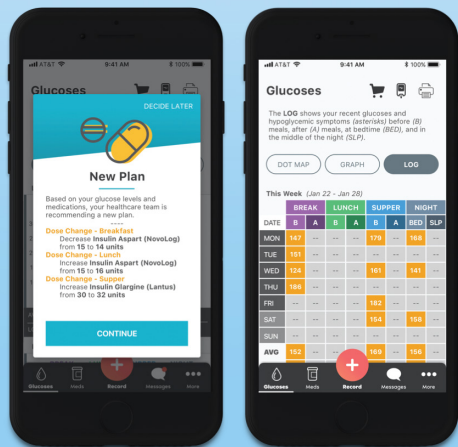 AT&T 9:41 AM 100%
Glucoses
DECIDE LATER
New Plan
Based on your glucose levels and
medications, your healthcare team is
recommending a new plan.
----
Dose Change - Breakfast
Decrease Insulin Aspart (NovoLog)
from 15 to 14 units
Dose Change - Lunch
Increase Insulin Aspart (NovoLog)
from 15 to 16 units
Dose Change - Supper
Increase Insulin Glargine (Lantus)
from 30 to 32 units
CONTINUE
Glucoses Meds Record Messages More
AT&T 9:41 AM 100%
Glucoses
The LOG shows your recent glucoses and
hypoglycemic symptoms (asterisks) before (B)
meals, after (A) meals, at bedtime (BED), and in
the middle of the night (SLP).
DOT MAP GRAPH LOG
This Week (Jan 22 - Jan 28)
BREAK LUNCH SUPPER NIGHT
DATE B A B A B A BED SLP
MON 147 -- -- -- 179 -- 168 --
TUE 151 -- -- -- -- -- -- --
WED 124 -- -- -- 161 -- 141 --
THU 186 -- -- -- -- -- -- --
FRI -- -- -- -- 182 -- -- --
SAT -- -- -- -- 154 -- 158 --
SUN -- -- -- -- -- -- -- --
AVG 152 -- -- 169 -- 156 --
Glucoses Meds Record Messages More